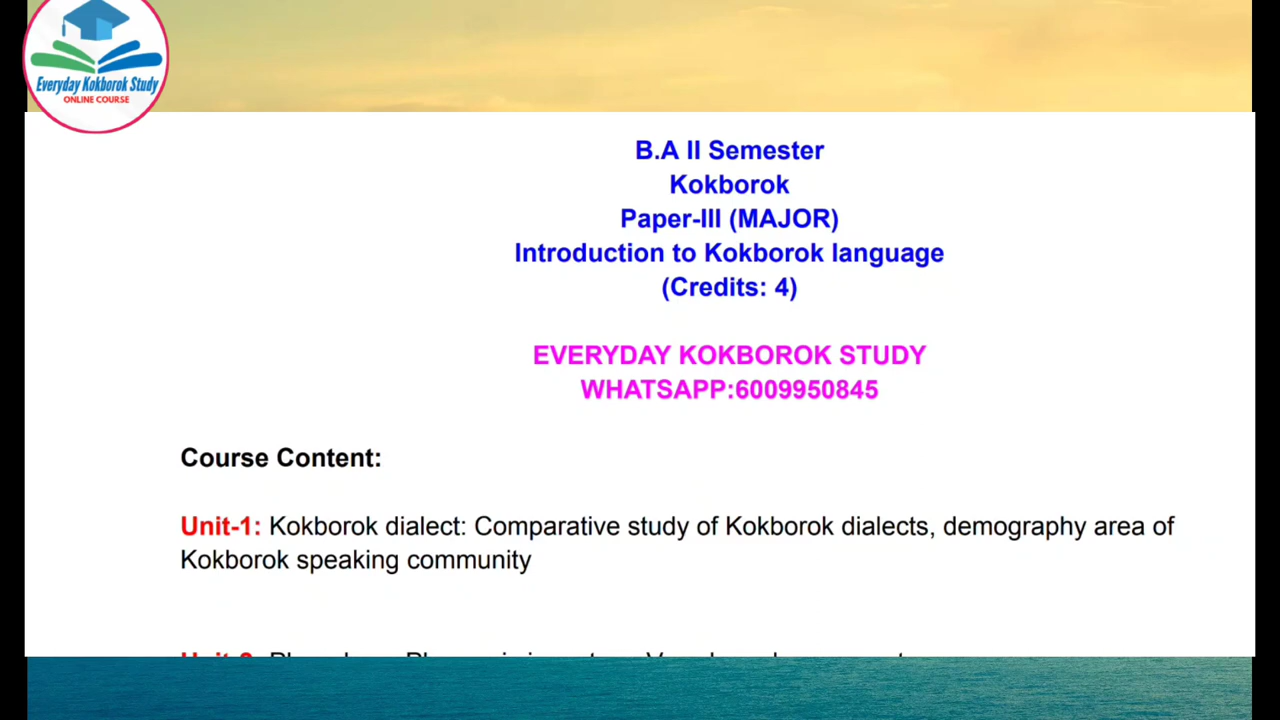 Everyday Kokborok Study
ONLINE COURSE
B.A II Semester
Kokborok
Paper-III (MAJOR)
Introduction to Kokborok language
(Credits: 4)
EVERYDAY KOKBOROK STUDY
WHATSAPP:6009950845
Course Content:
Unit-1: Kokborok dialect: Comparative study of Kokborok dialects, demography area of
Kokborok speaking community